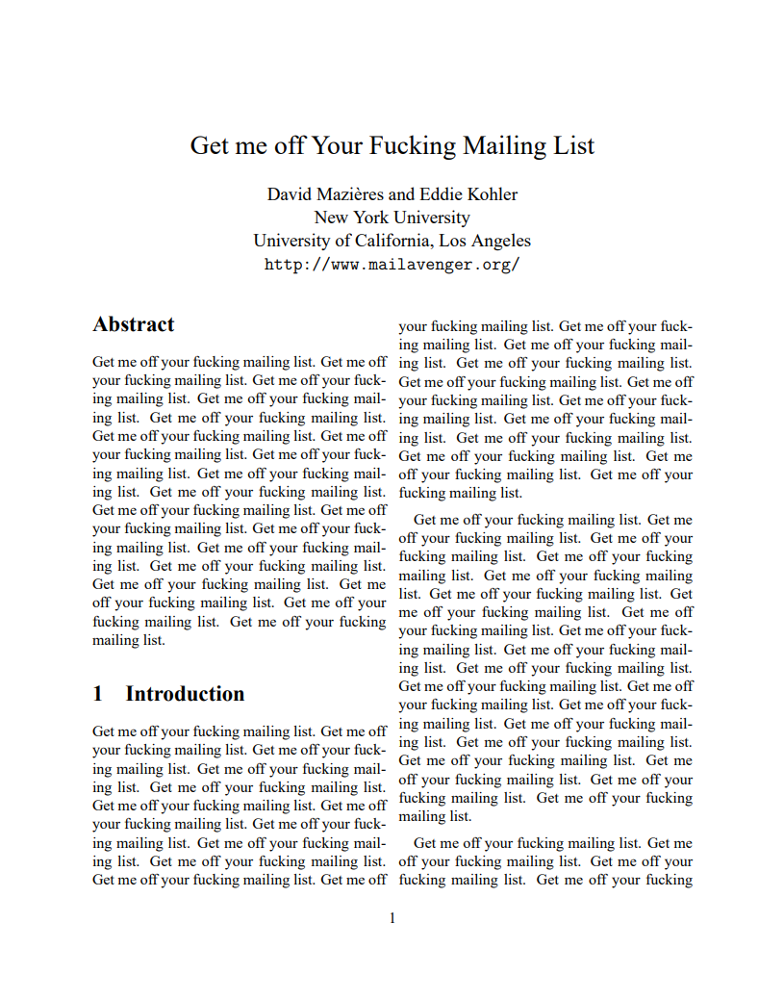 Get me off Your Fucking Mailing List
David Mazières and Eddie Kohler
New York University
University of California, Los Angeles
http://www.mailavenger.org/
Abstract
Get me off your fucking mailing list. Get me off
your fucking mailing list. Get me off your fuck-
ing mailing list. Get me off your fucking mail-
ing list. Get me off your fucking mailing list.
Get me off your fucking mailing list. Get me off
your fucking mailing list. Get me off your fuck-
ing mailing list. Get me off your fucking mail-
ing list. Get me off your fucking mailing list.
Get me off your fucking mailing list. Get me off
your fucking mailing list. Get me off your fuck-
ing mailing list. Get me off your fucking mail-
ing list. Get me off your fucking mailing list.
Get me off your fucking mailing list. Get me
off your fucking mailing list. Get me off your
fucking mailing list. Get me off your fucking
mailing list.
1 Introduction
Get me off your fucking mailing list. Get me off
your fucking mailing list. Get me off your fuck-
ing mailing list. Get me off your fucking mail-
ing list. Get me off your fucking mailing list.
Get me off your fucking mailing list. Get me off
your fucking mailing list. Get me off your fuck-
ing mailing list. Get me off your fucking mail-
ing list. Get me off your fucking mailing list.
Get me off your fucking mailing list. Get me off
your fucking mailing list. Get me off your fuck-
ing mailing list. Get me off your fucking mail-
ing list. Get me off your fucking mailing list.
Get me off your fucking mailing list. Get me off
your fucking mailing list. Get me off your fuck-
ing mailing list. Get me off your fucking mail-
ing list. Get me off your fucking mailing list.
Get me off your fucking mailing list. Get me
off your fucking mailing list. Get me off your
fucking mailing list.
Get me off your fucking mailing list. Get me
off your fucking mailing list. Get me off your
fucking mailing list. Get me off your fucking
mailing list. Get me off your fucking mailing
list. Get me off your fucking mailing list. Get
me off your fucking mailing list. Get me off
your fucking mailing list. Get me off your fuck-
ing mailing list. Get me off your fucking mail-
ing list. Get me off your fucking mailing list.
Get me off your fucking mailing list. Get me off
your fucking mailing list. Get me off your fuck-
ing mailing list. Get me off your fucking mail-
ing list. Get me off your fucking mailing list.
Get me off your fucking mailing list. Get me
off your fucking mailing list. Get me off your
fucking mailing list. Get me off your fucking
mailing list.
Get me off your fucking mailing list. Get me
off your fucking mailing list. Get me off your
fucking mailing list. Get me off your fucking
1